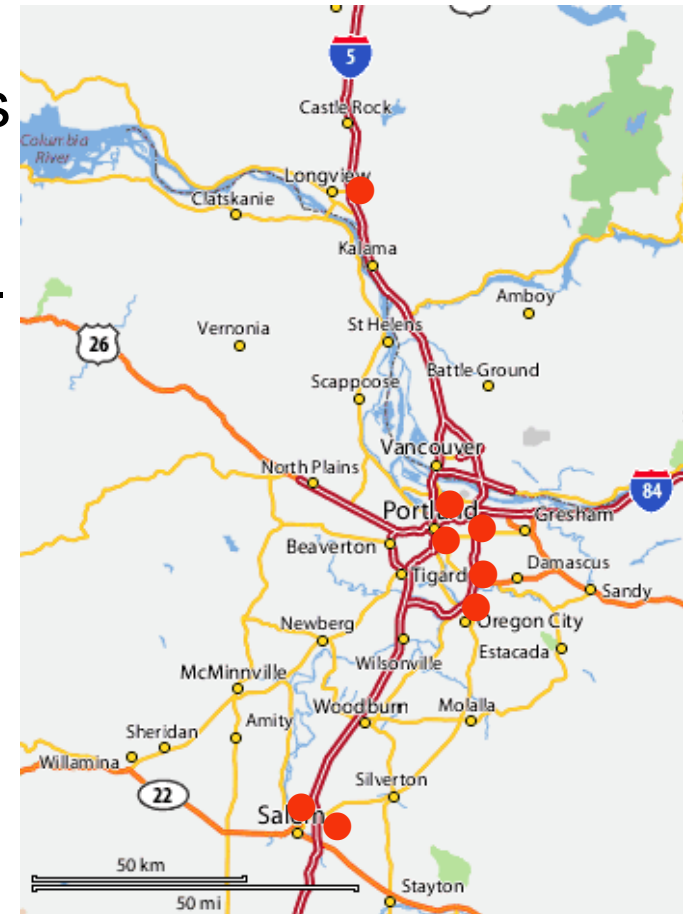 S
5
Castle Rock
Columbia
River
Longview
Clatskanie
Kalama
Amboy
Vernonia
St Helens
26
Battle Ground
Scappoose
Vancouver
North Plains
84
Portland
Gresham
Beaverton
Damascus
Tigard
Sandy
Newberg
Oregon City
Estacada
Wilsonville
McMinnville
Woodburn
Molalla
Amity
Sheridan
Willamina
Silverton
22
Salem
50 km
Stayton
50 mi